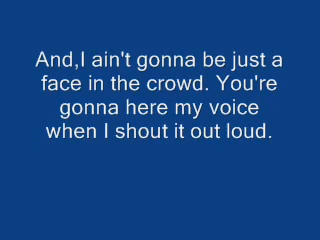 And,I ain't gonna be just a
face in the crowd. You're
gonna here my voice
when I shout it out loud.